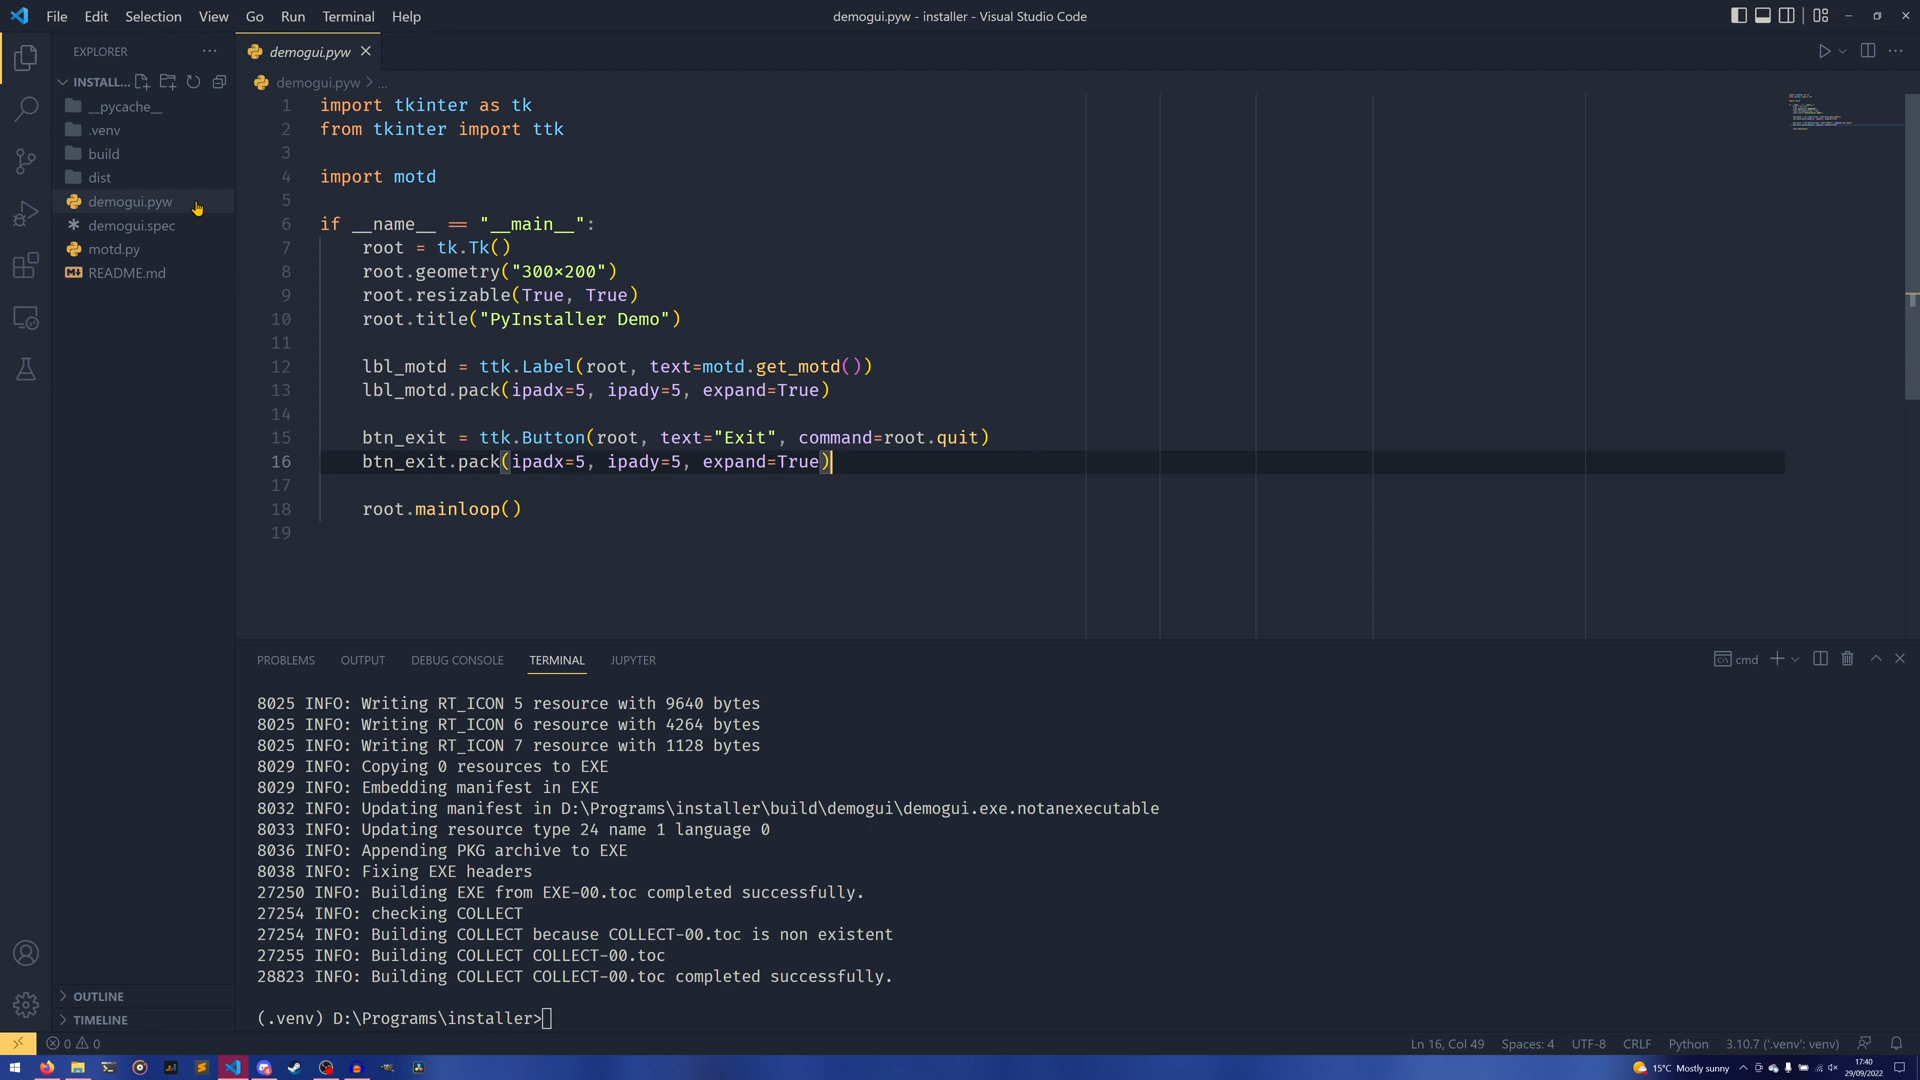 File Edit Selection View Go Run Terminal Help
demogui.pyw - installer - Visual Studio Code
EXPLORER ...
INSTALL...
__pycache__
.venv
build
dist
demogui.pyw
demogui.spec
motd.py
README.md
OUTLINE
TIMELINE
demogui.pyw
demogui.pyw > ...
1 import tkinter as tk
2 from tkinter import ttk
3
4 import motd
5
6 if __name__ == "__main__":
7 root = tk.Tk()
8 root.geometry("300×200")
9 root.resizable(True, True)
10 root.title("PyInstaller Demo")
11
12 lbl_motd = ttk.Label(root, text=motd.get_motd())
13 lbl_motd.pack(ipadx=5, ipady=5, expand=True)
14
15 btn_exit = ttk.Button(root, text="Exit", command=root.quit)
16 btn_exit.pack(ipadx=5, ipady=5, expand=True)
17
18 root.mainloop()
19
PROBLEMS OUTPUT DEBUG CONSOLE TERMINAL JUPYTER
cmd
8025 INFO: Writing RT_ICON 5 resource with 9640 bytes
8025 INFO: Writing RT_ICON 6 resource with 4264 bytes
8025 INFO: Writing RT_ICON 7 resource with 1128 bytes
8029 INFO: Copying 0 resources to EXE
8029 INFO: Embedding manifest in EXE
8032 INFO: Updating manifest in D:\Programs\installer\build\demogui\demogui.exe.notanexecutable
8033 INFO: Updating resource type 24 name 1 language 0
8036 INFO: Appending PKG archive to EXE
8038 INFO: Fixing EXE headers
27250 INFO: Building EXE from EXE-00.toc completed successfully.
27254 INFO: checking COLLECT
27254 INFO: Building COLLECT because COLLECT-00.toc is non existent
27255 INFO: Building COLLECT COLLECT-00.toc
28823 INFO: Building COLLECT COLLECT-00.toc completed successfully.
(.venv) D:\Programs\installer>
0 0
Ln 16, Col 49 Spaces: 4 UTF-8 CRLF Python 3.10.7 ('.venv': venv)
15°C Mostly sunny
17:40
29/09/2022